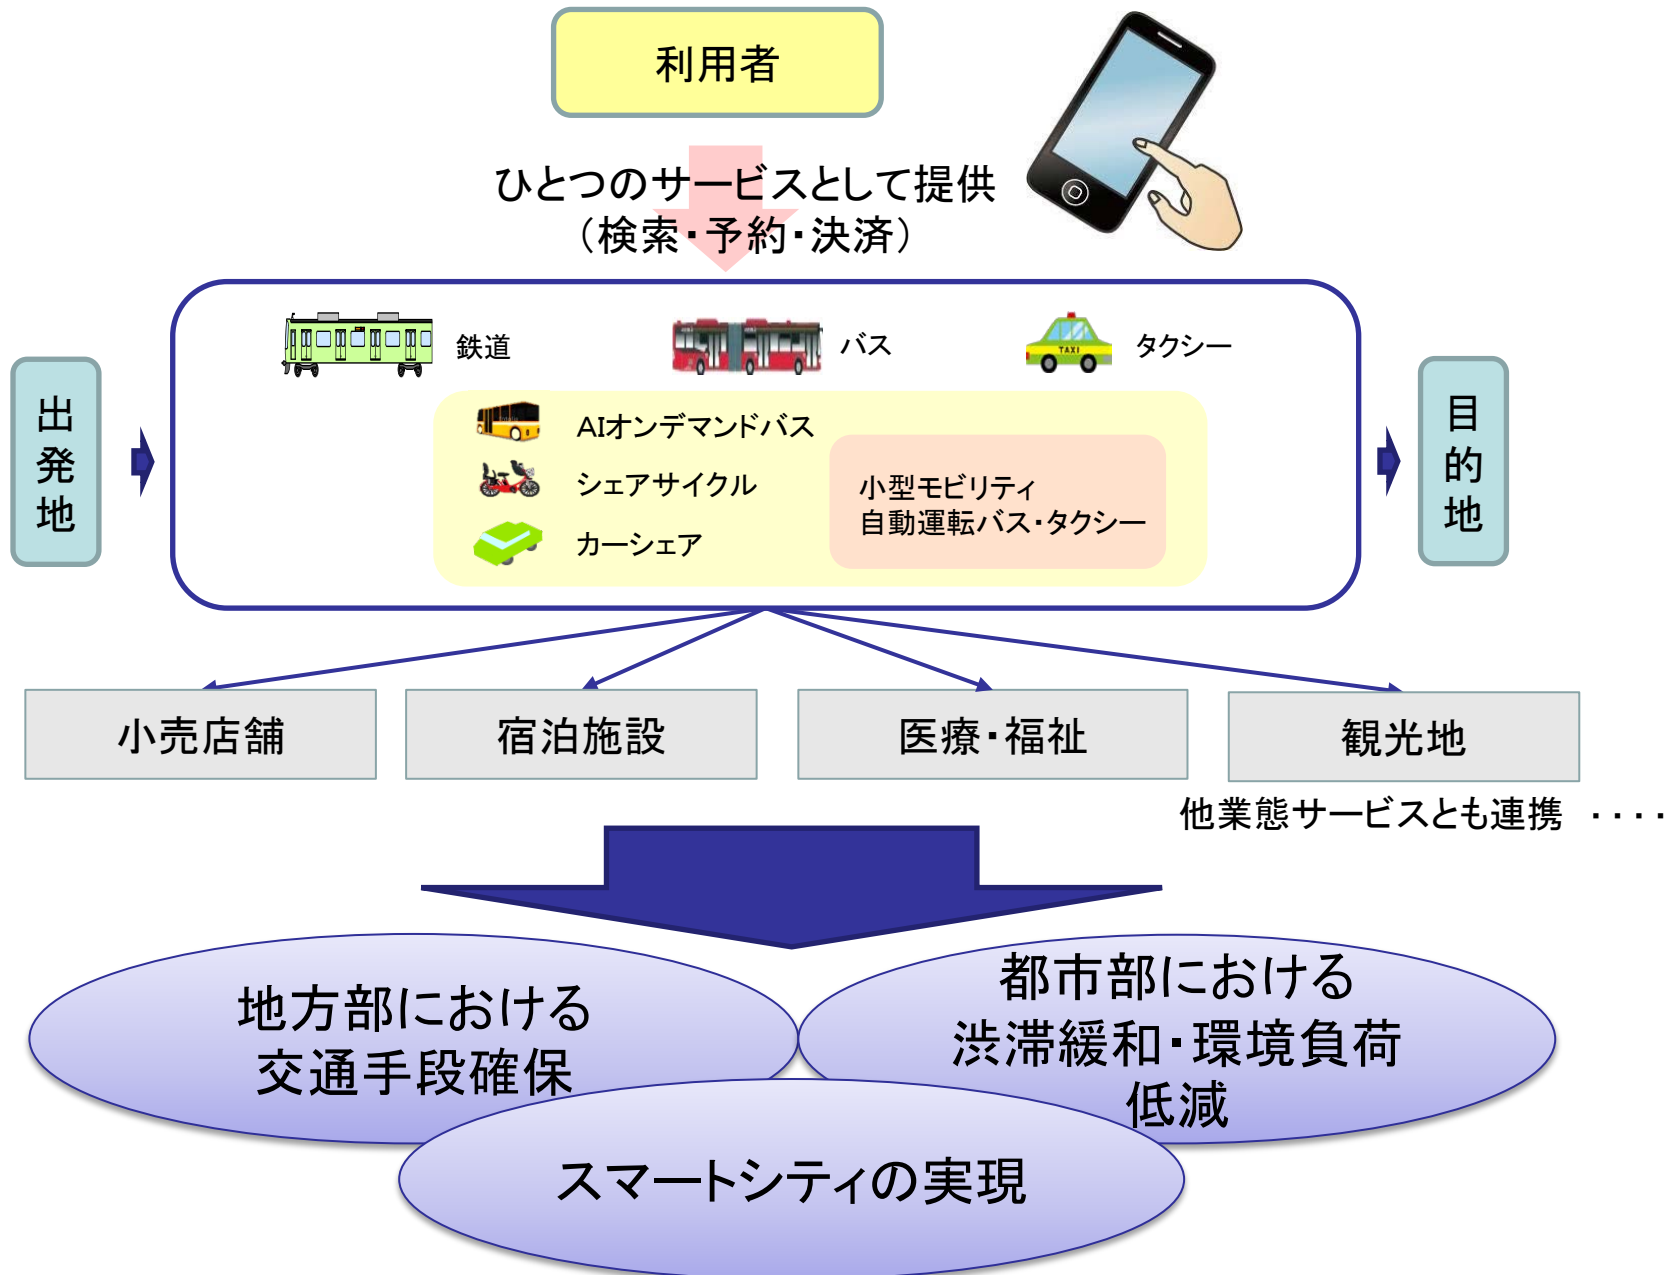 利用者
ひとつのサービスとして提供
（検索・予約・決済）
鉄道
バス
TAXI
タクシー
出発地
AIオンデマンドバス
シェアサイクル
カーシェア
小型モビリティ
自動運転バス・タクシー
目的地
小売店舗
宿泊施設
医療・福祉
観光地
他業態サービスとも連携 ・・・・
地方部における
交通手段確保
都市部における
渋滞緩和・環境負荷
低減
スマートシティの実現